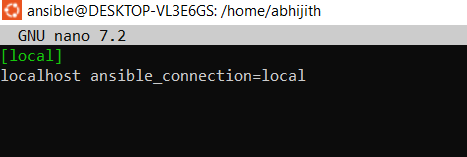 ansible@DESKTOP-VL3E6GS: /home/abhijith
GNU nano 7.2
[local]
localhost ansible_connection=local